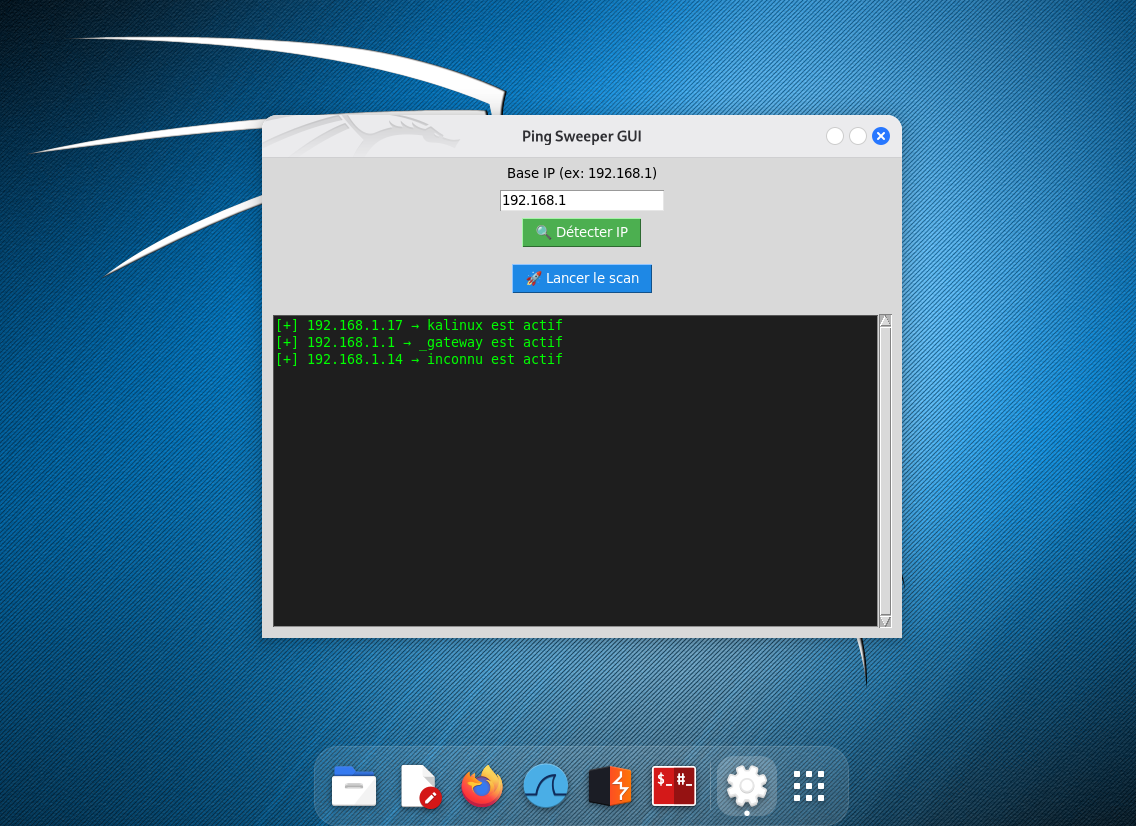 Ping Sweeper GUI
Base IP (ex: 192.168.1)
192.168.1
🔍 Détecter IP
🚀 Lancer le scan
[+] 192.168.1.17 → kalinux est actif
[+] 192.168.1.1 → _gateway est actif
[+] 192.168.1.14 → inconnu est actif
$_ #_